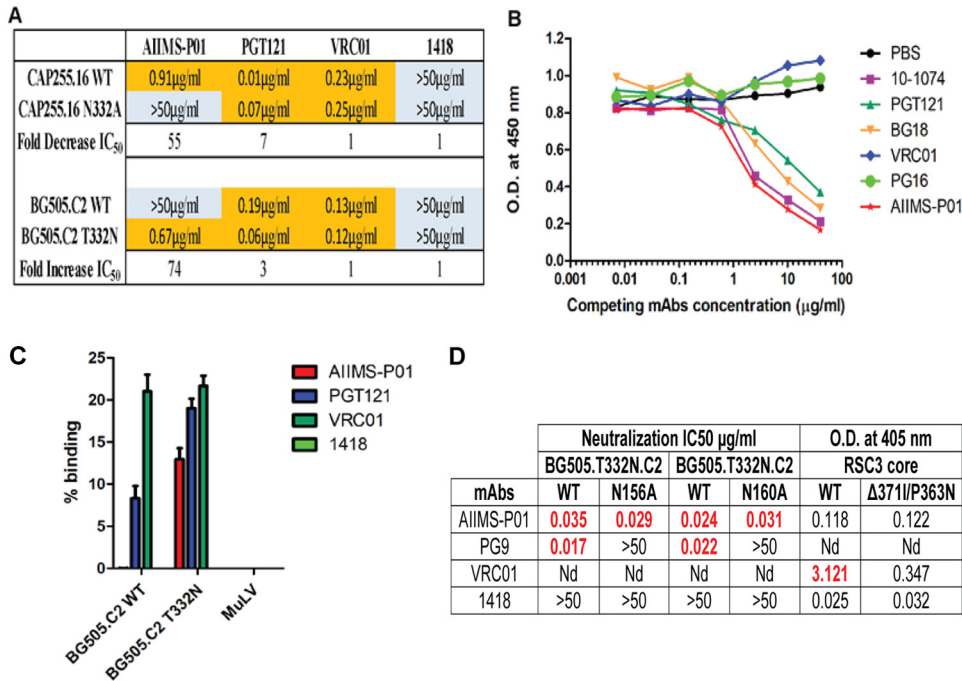 A
AIIMS-P01 PGT121 VRC01 1418
CAP255.16 WT 0.91µg/ml 0.01µg/ml 0.23µg/ml >50µg/ml
CAP255.16 N332A >50µg/ml 0.07µg/ml 0.25µg/ml >50µg/ml
Fold Decrease IC50 55 7 1 1
BG505.C2 WT >50µg/ml 0.19µg/ml 0.13µg/ml >50µg/ml
BG505.C2 T332N 0.67µg/ml 0.06µg/ml 0.12µg/ml >50µg/ml
Fold Increase IC50 74 3 1 1
B
O.D. at 450 nm
1.2
1.0
0.8
0.6
0.4
0.2
0.0
0.001 0.01 0.1 1 10 100
Competing mAbs concentration (µg/ml)
PBS
10-1074
PGT121
BG18
VRC01
PG16
AIIMS-P01
C
% binding
25
20
15
10
5
0
BG505.C2 WT
BG505.C2 T332N
MuLV
AIIMS-P01
PGT121
VRC01
1418
D
Neutralization IC50 µg/ml O.D. at 405 nm
BG505.T332N.C2 BG505.T332N.C2 RSC3 core
mAbs WT N156A WT N160A WT Δ371I/P363N
AIIMS-P01 0.035 0.029 0.024 0.031 0.118 0.122
PG9 0.017 >50 0.022 >50 Nd Nd
VRC01 Nd Nd Nd Nd 3.121 0.347
1418 >50 >50 >50 >50 0.025 0.032